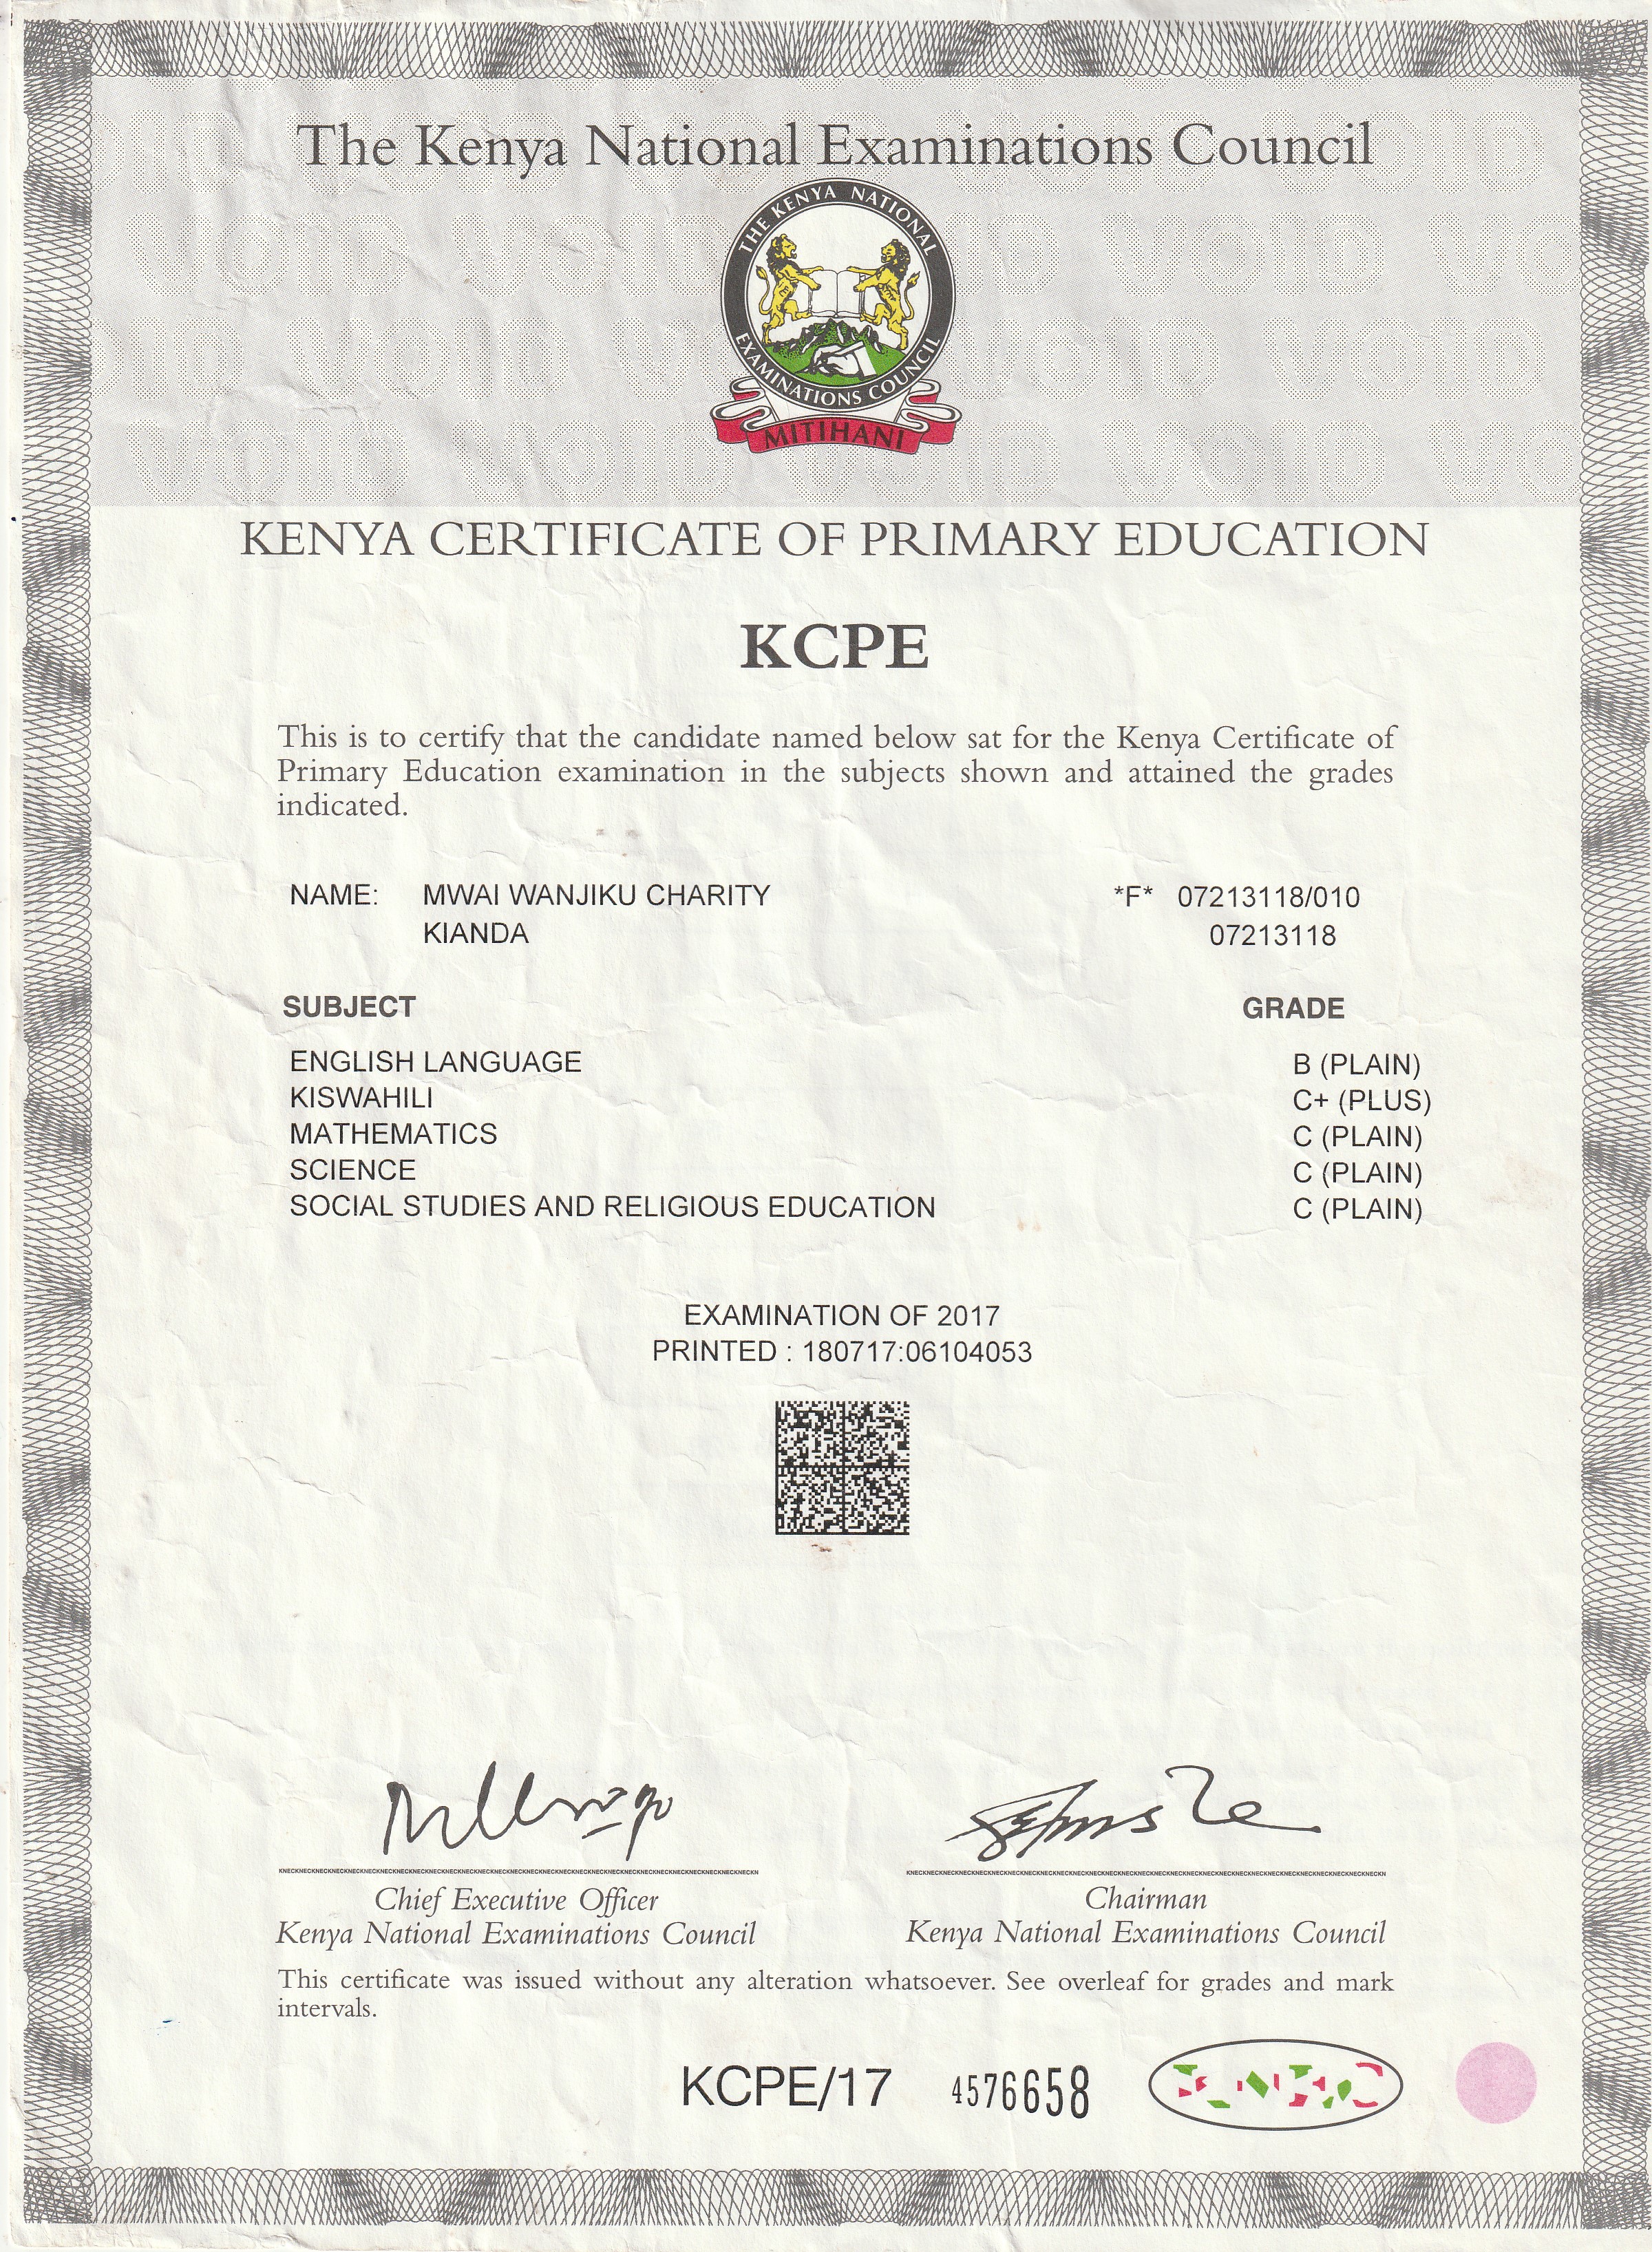 The Kenya National Examinations Council
THE KENYA NATIONAL
EXAMINATIONS COUNCIL
MITIHANI
KENYA CERTIFICATE OF PRIMARY EDUCATION
KCPE
This is to certify that the candidate named below sat for the Kenya Certificate of
Primary Education examination in the subjects shown and attained the grades
indicated.
NAME: MWAI WANJIKU CHARITY *F* 07213118/010
KIANDA 07213118
SUBJECT GRADE
ENGLISH LANGUAGE B (PLAIN)
KISWAHILI C+ (PLUS)
MATHEMATICS C (PLAIN)
SCIENCE C (PLAIN)
SOCIAL STUDIES AND RELIGIOUS EDUCATION C (PLAIN)
EXAMINATION OF 2017
PRINTED : 180717:06104053
Chief Executive Officer Chairman
Kenya National Examinations Council Kenya National Examinations Council
This certificate was issued without any alteration whatsoever. See overleaf for grades and mark
intervals.
KCPE/17 4576658